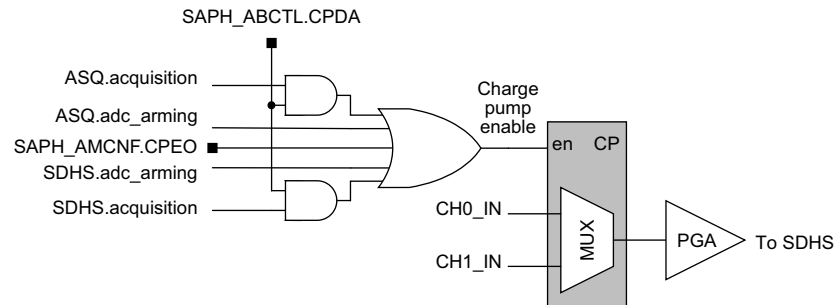 SAPH_ABCTL.CPDA
ASQ.acquisition
ASQ.adc_arming
SAPH_AMCNF.CPEO
SDHS.adc_arming
SDHS.acquisition
Charge
pump
enable
en CP
CH0_IN
CH1_IN
MUX
PGA
To SDHS